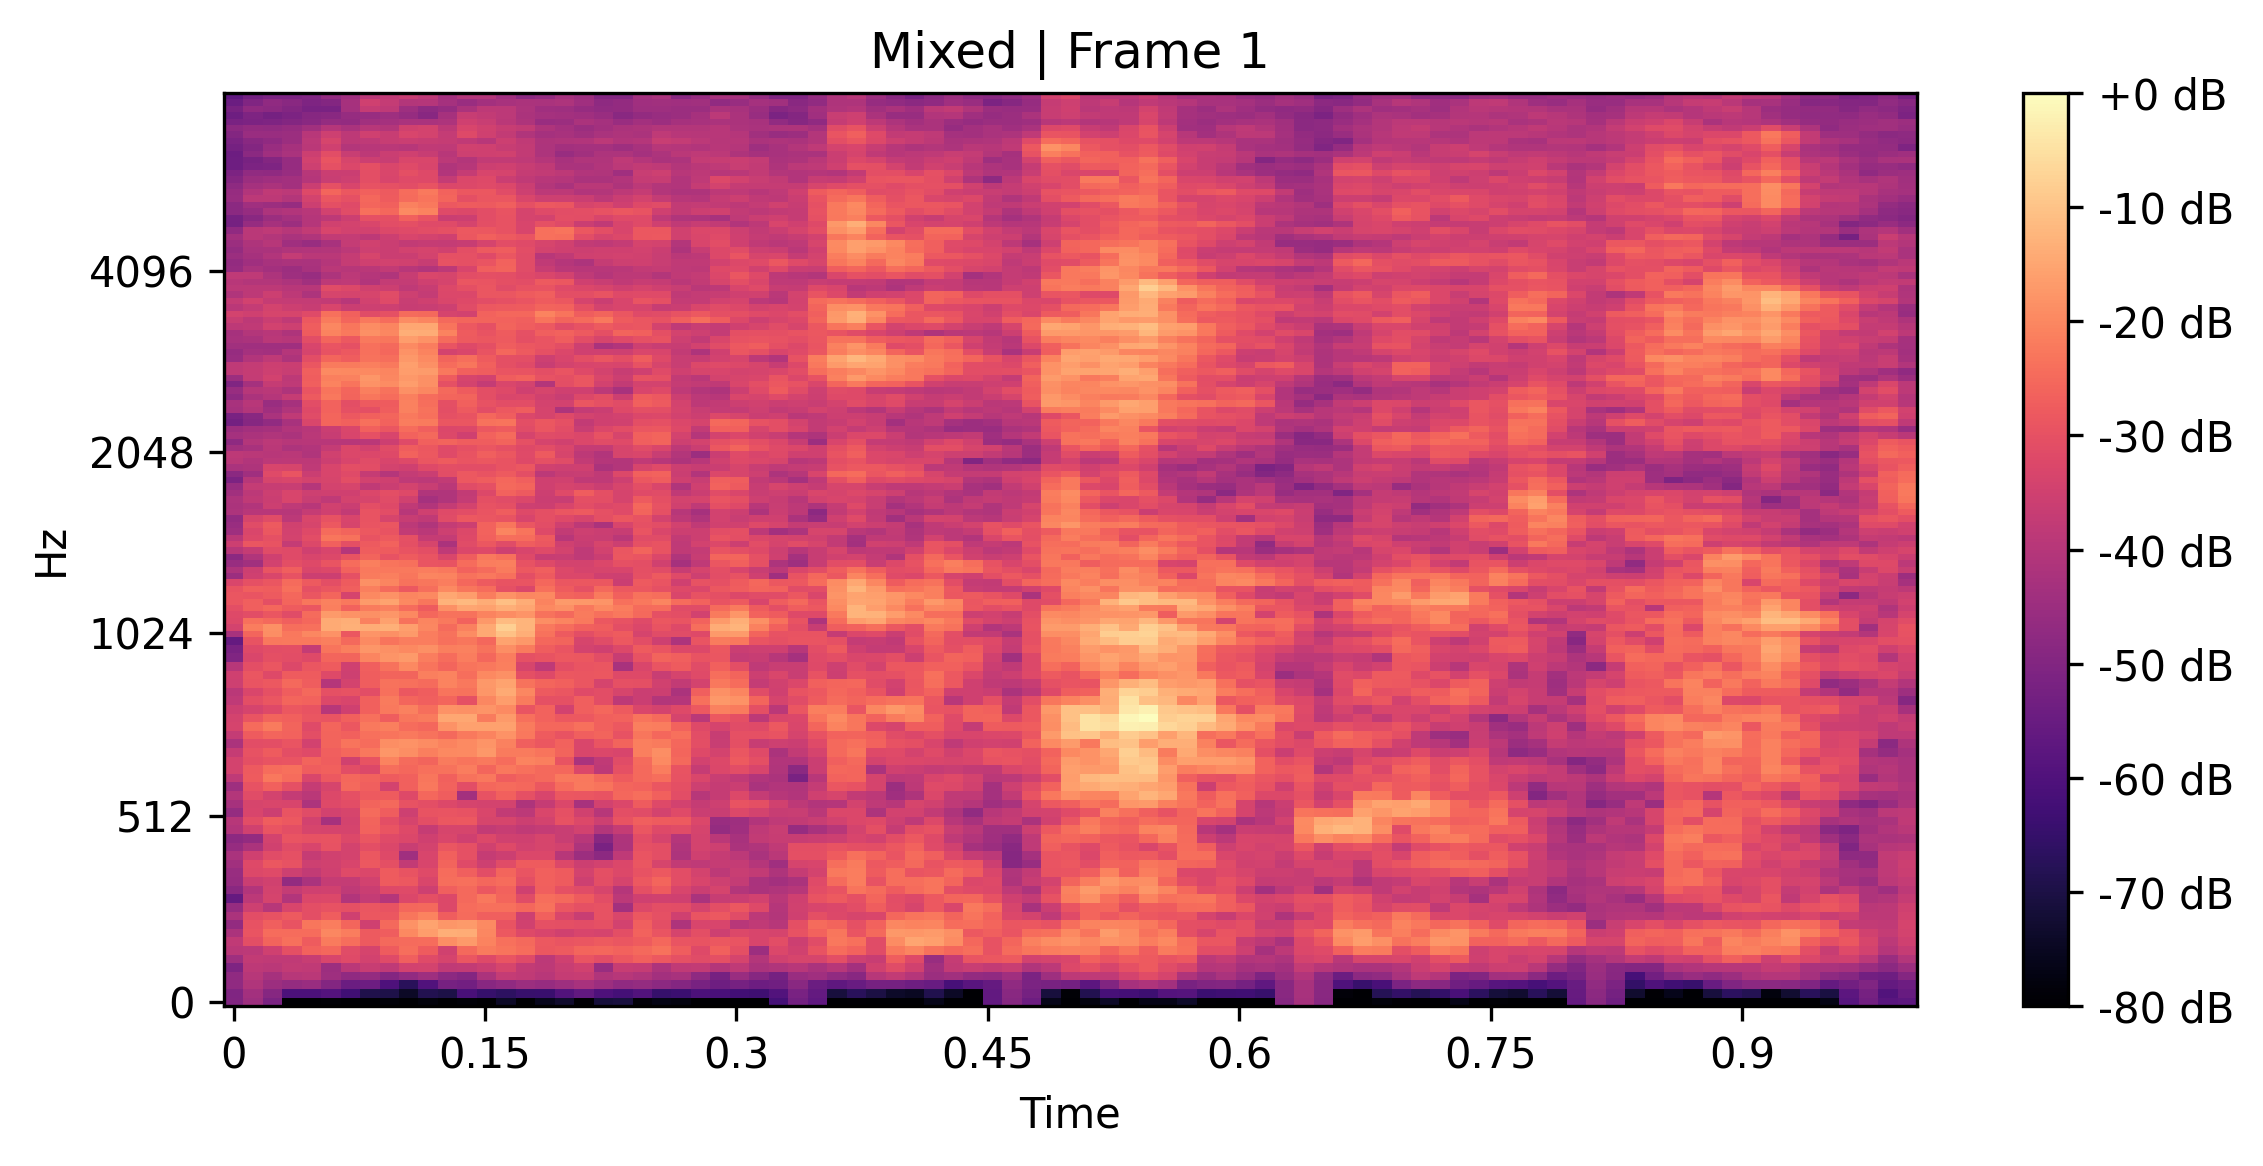 Mixed | Frame 1
+0 dB
-10 dB
-20 dB
-30 dB
-40 dB
-50 dB
-60 dB
-70 dB
-80 dB
Hz
4096
2048
1024
512
0
0 0.15 0.3 0.45 0.6 0.75 0.9
Time